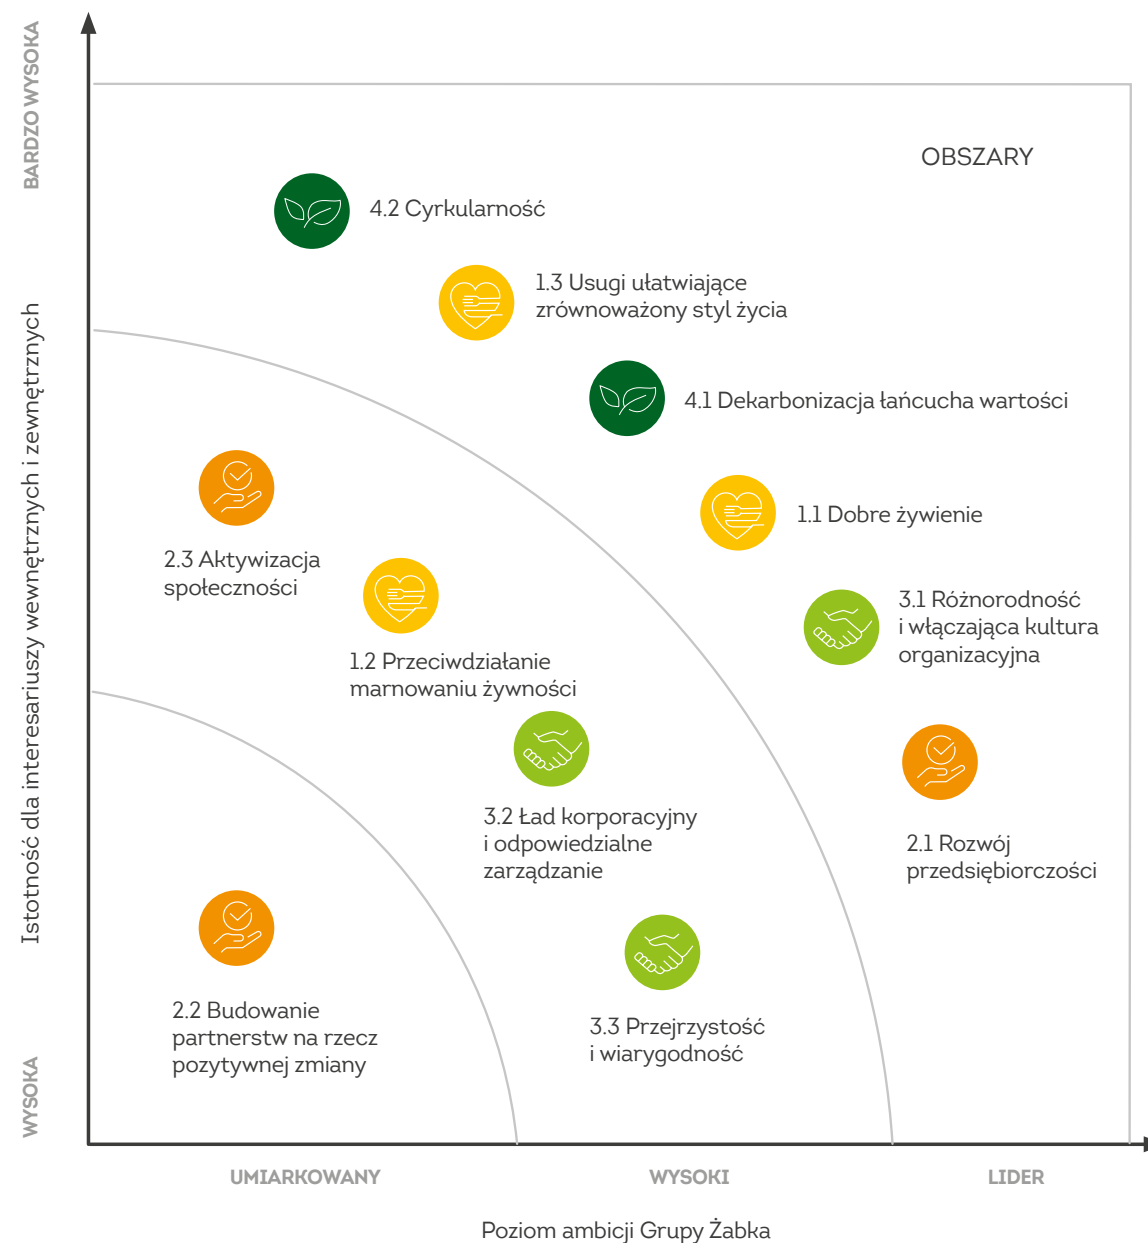 BARDZO WYSOKA
Istotność dla interesariuszy wewnętrznych i zewnętrznych
WYSOKA
OBSZARY
4.2 Cyrkularność
1.3 Usugi ułatwiające
zrównoważony styl życia
4.1 Dekarbonizacja łańcucha wartości
2.3 Aktywizacja
społeczności
1.1 Dobre żywienie
1.2 Przeciwdziałanie
marnowaniu żywności
3.1 Różnorodność
i włączająca kultura
organizacyjna
3.2 Ład korporacyjny
i odpowiedzialne
zarządzanie
2.1 Rozwój
przedsiębiorczości
2.2 Budowanie
partnerstw na rzecz
pozytywnej zmiany
3.3 Przejrzystość
i wiarygodność
UMIARKOWANY
WYSOKI
LIDER
Poziom ambicji Grupy Żabka